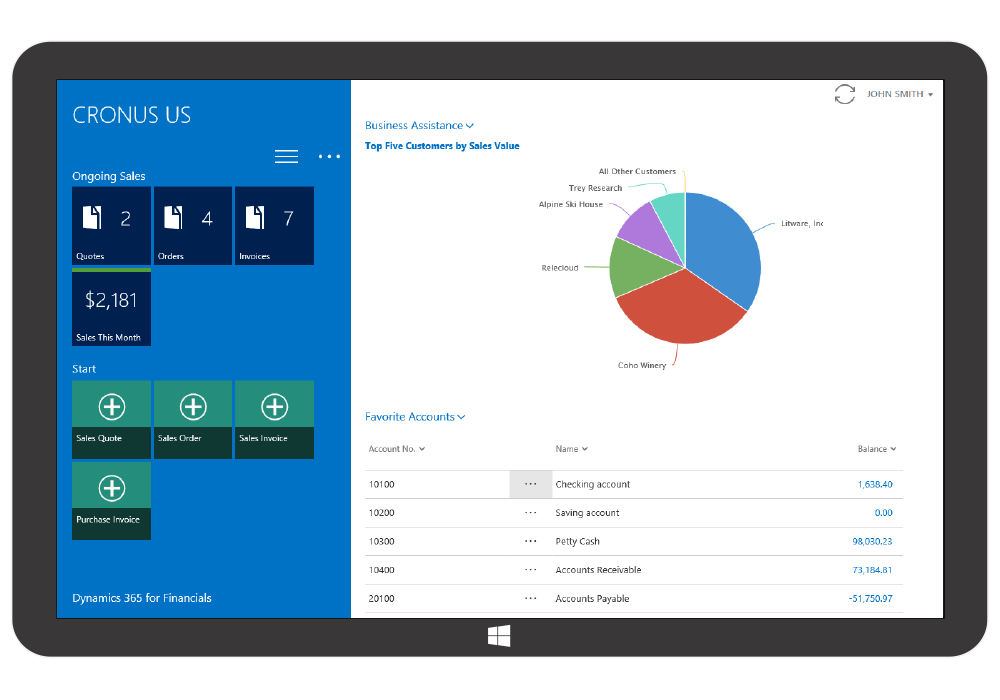 CRONUS US
Ongoing Sales
2 4 7
Quotes Orders Invoices
$2,181
Sales This Month
Start
Sales Quote Sales Order Sales Invoice
Purchase Invoice
Dynamics 365 for Financials
JOHN SMITH
Business Assistance
Top Five Customers by Sales Value
All Other Customers
Trey Research
Alpine Ski House
Litware, Inc
Relecloud
Coho Winery
Favorite Accounts
Account No. Name Balance
10100 ... Checking account 1,638.40
10200 ... Saving account 0.00
10300 ... Petty Cash 98,030.23
10400 ... Accounts Receivable 73,184.81
20100 ... Accounts Payable -51,750.97